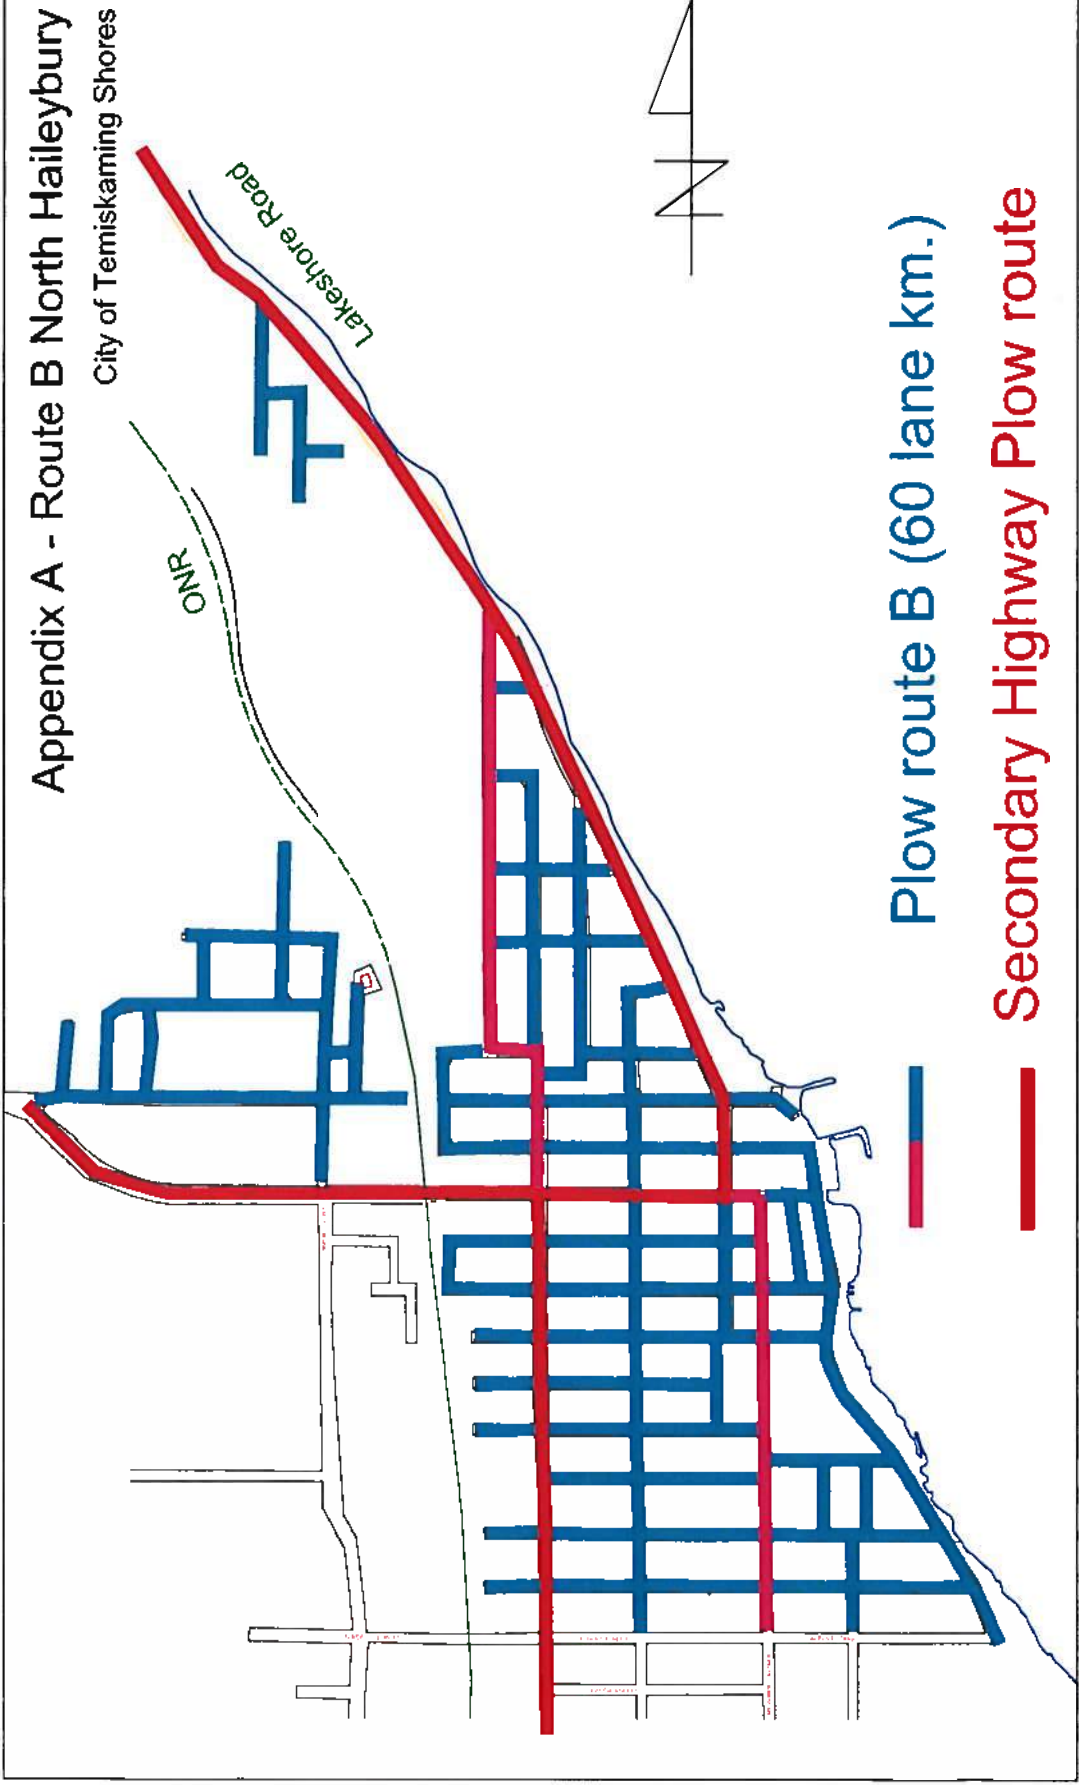 Appendix A - Route B North Haileybury
City of Temiskaming Shores
Lakeshore Road
ONR
N
Plow route B (60 lane km.)
Secondary Highway Plow route